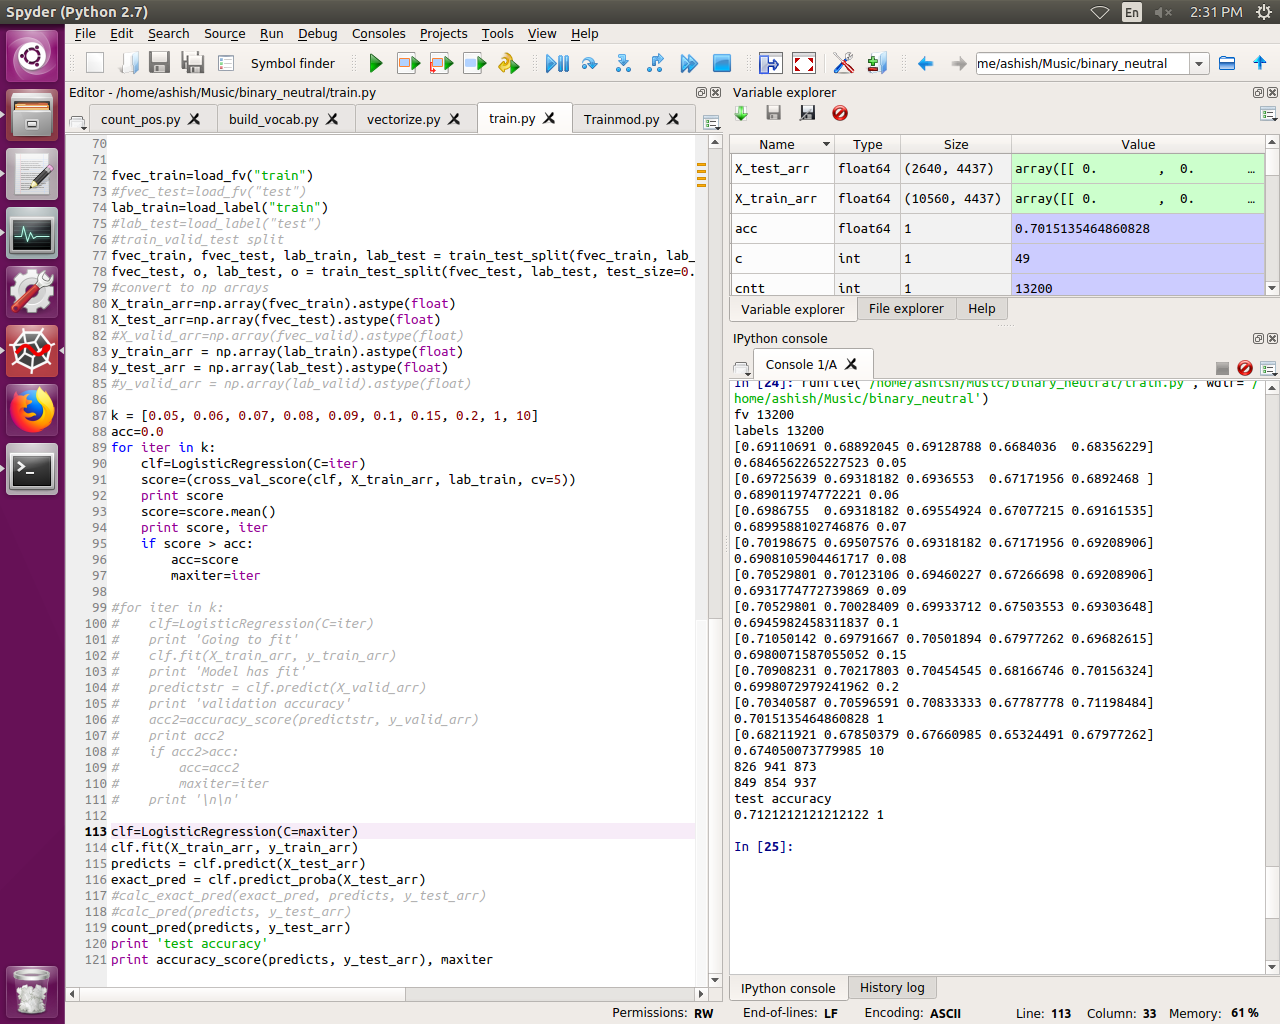 Spyder (Python 2.7)
En
2:31 PM
File Edit Search Source Run Debug Consoles Projects Tools View Help
Symbol finder
me/ashish/Music/binary_neutral
Editor - /home/ashish/Music/binary_neutral/train.py
count_pos.py
build_vocab.py
vectorize.py
train.py
Trainmod.py
70
71
72 fvec_train=load_fv("train")
73 #fvec_test=load_fv("test")
74 lab_train=load_label("train")
75 #lab_test=load_label("test")
76 #train_valid_test split
77 fvec_train, fvec_test, lab_train, lab_test = train_test_split(fvec_train, lab_
78 fvec_test, o, lab_test, o = train_test_split(fvec_test, lab_test, test_size=0.
79 #convert to np arrays
80 X_train_arr=np.array(fvec_train).astype(float)
81 X_test_arr=np.array(fvec_test).astype(float)
82 #X_valid_arr=np.array(fvec_valid).astype(float)
83 y_train_arr = np.array(lab_train).astype(float)
84 y_test_arr = np.array(lab_test).astype(float)
85 #y_valid_arr = np.array(lab_valid).astype(float)
86
87 k = [0.05, 0.06, 0.07, 0.08, 0.09, 0.1, 0.15, 0.2, 1, 10]
88 acc=0.0
89 for iter in k:
90     clf=LogisticRegression(C=iter)
91     score=(cross_val_score(clf, X_train_arr, lab_train, cv=5))
92     print score
93     score=score.mean()
94     print score, iter
95     if score > acc:
96         acc=score
97         maxiter=iter
98
99 #for iter in k:
100 #    clf=LogisticRegression(C=iter)
101 #    print 'Going to fit'
102 #    clf.fit(X_train_arr, y_train_arr)
103 #    print 'Model has fit'
104 #    predictstr = clf.predict(X_valid_arr)
105 #    print 'validation accuracy'
106 #    acc2=accuracy_score(predictstr, y_valid_arr)
107 #    print acc2
108 #    if acc2>acc:
109 #        acc=acc2
110 #        maxiter=iter
111 #    print '\n\n'
112
113 clf=LogisticRegression(C=maxiter)
114 clf.fit(X_train_arr, y_train_arr)
115 predicts = clf.predict(X_test_arr)
116 exact_pred = clf.predict_proba(X_test_arr)
117 #calc_exact_pred(exact_pred, predicts, y_test_arr)
118 #calc_pred(predicts, y_test_arr)
119 count_pred(predicts, y_test_arr)
120 print 'test accuracy'
121 print accuracy_score(predicts, y_test_arr), maxiter
Variable explorer
Name Type Size Value
X_test_arr float64 (2640, 4437) array([[ 0. , 0. ...
X_train_arr float64 (10560, 4437) array([[ 0. , 0. ...
acc float64 1 0.7015135464860828
c int 1 49
cntt int 1 13200
Variable explorer File explorer Help
IPython console
Console 1/A
In [24]: runfile('/home/ashish/Music/binary_neutral/train.py', wdir='/
home/ashish/Music/binary_neutral')
fv 13200
labels 13200
[0.69110691 0.68892045 0.69128788 0.6684036  0.68356229]
0.6846562265227523 0.05
[0.69725639 0.69318182 0.6936553  0.67171956 0.6892468 ]
0.689011974772221 0.06
[0.6986755  0.69318182 0.69554924 0.67077215 0.69161535]
0.6899588102746876 0.07
[0.70198675 0.69507576 0.69318182 0.67171956 0.69208906]
0.6908105904461717 0.08
[0.70529801 0.70123106 0.69460227 0.67266698 0.69208906]
0.6931774772739869 0.09
[0.70529801 0.70028409 0.69933712 0.67503553 0.69303648]
0.6945982458311837 0.1
[0.71050142 0.69791667 0.70501894 0.67977262 0.69682615]
0.6980071587055052 0.15
[0.70908231 0.70217803 0.70454545 0.68166746 0.70156324]
0.6998072979241962 0.2
[0.70340587 0.70596591 0.70833333 0.67787778 0.71198484]
0.7015135464860828 1
[0.68211921 0.67850379 0.67660985 0.65324491 0.67977262]
0.674050073779985 10
826 941 873
849 854 937
test accuracy
0.7121212121212122 1
In [25]:
IPython console History log
Permissions: RW End-of-lines: LF Encoding: ASCII Line: 113 Column: 33 Memory: 61 %